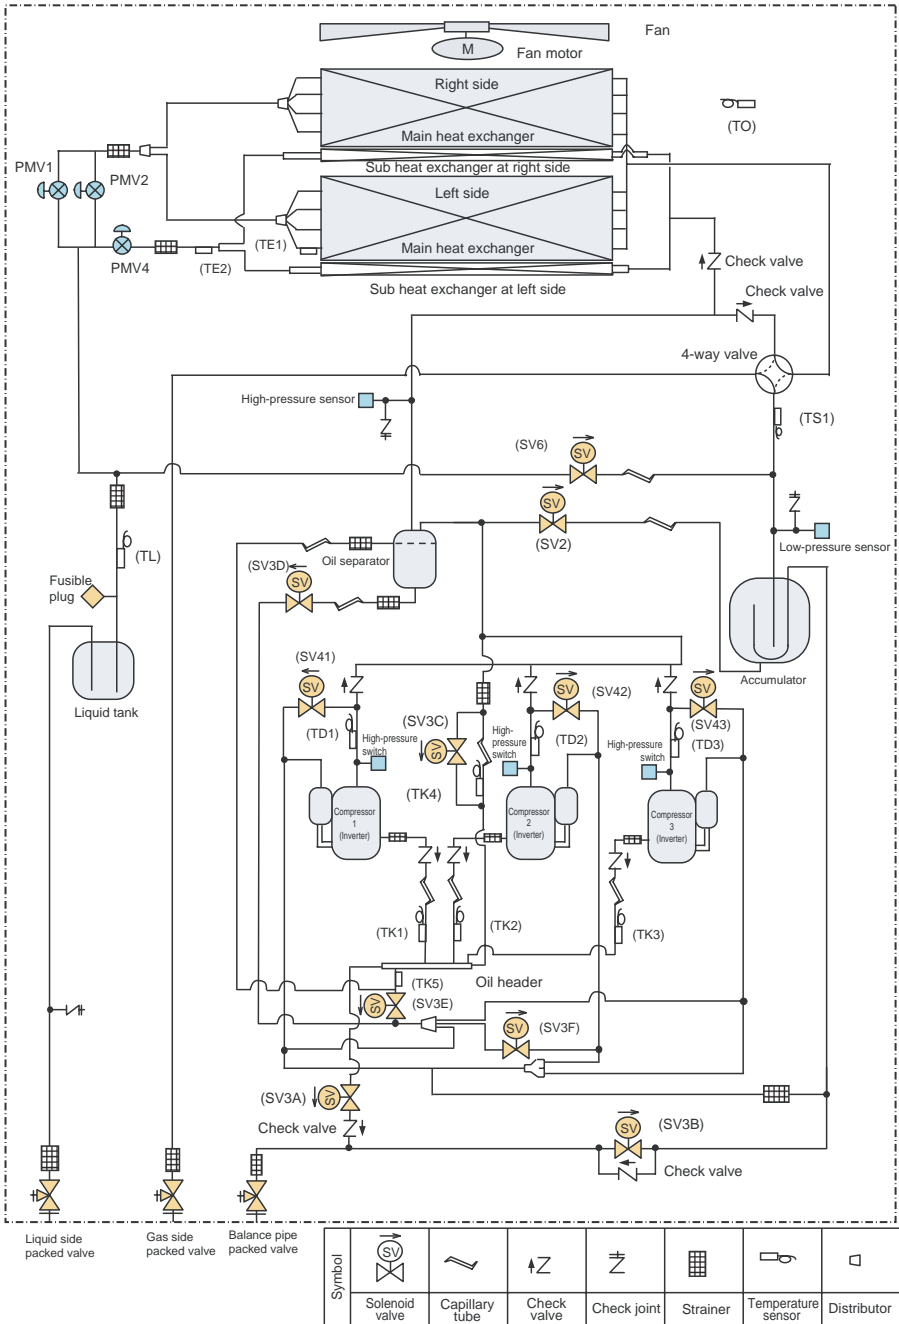 Fan
M
Fan motor
Right side
Main heat exchanger
(TO)
Sub heat exchanger at right side
PMV1
PMV2
Left side
(TE1)
Main heat exchanger
PMV4
(TE2)
Sub heat exchanger at left side
Check valve
Check valve
4-way valve
High-pressure sensor
(TS1)
(SV6)
SV
SV
(SV2)
(TL)
Oil separator
(SV3D)
SV
Low-pressure sensor
Fusible
plug
Liquid tank
Accumulator
(SV41)
SV
(SV42)
SV
(SV43)
SV
(TD1)
High-pressure
switch
(SV3C)
SV
(TK4)
High-
pressure
switch
(TD2)
High-pressure
switch
(TD3)
Compressor
1
(Inverter)
Compressor
2
(Inverter)
Compressor
3
(Inverter)
(TK1)
(TK2)
(TK3)
Oil header
(TK5)
SV
(SV3E)
SV
(SV3F)
(SV3A)
SV
Check valve
SV
(SV3B)
Check valve
Liquid side
packed valve
Gas side
packed valve
Balance pipe
packed valve
Symbol
SV
Solenoid
valve
Capillary
tube
Check
valve
Check joint
Strainer
Temperature
sensor
Distributor